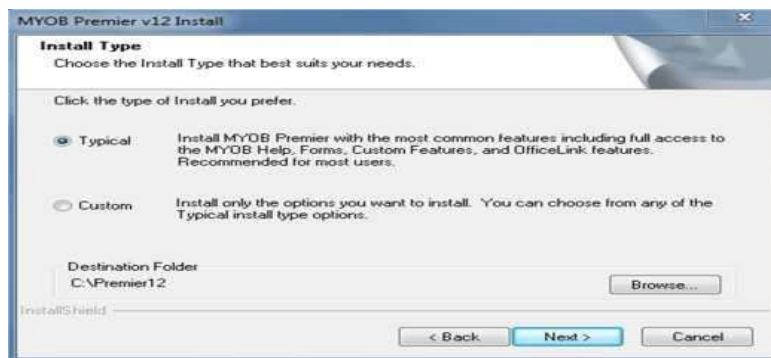 MYOB Premier v12 Install
Install Type
Choose the Install Type that best suits your needs.
Click the type of Install you prefer.
Typical
Install MYOB Premier with the most common features including full access to
the MYOB Help, Forms, Custom Features, and OfficeLink features.
Recommended for most users.
Custom
Install only the options you want to install. You can choose from any of the
Typical install type options.
Destination Folder
C:\Premier12
Browse...
InstallShield
< Back
Next >
Cancel